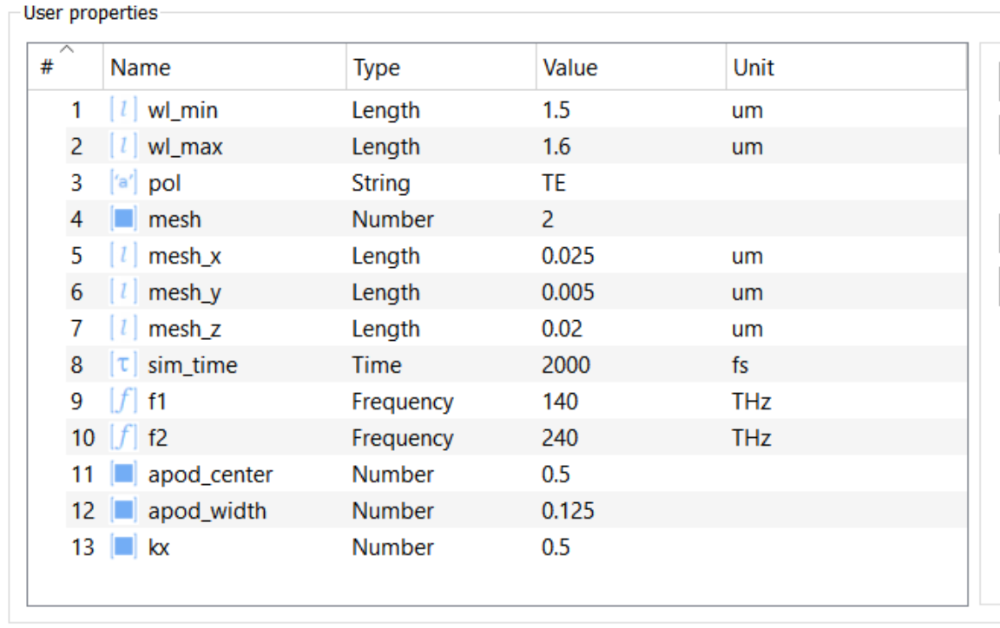 User properties
# Name Type Value Unit
1 [l] wl_min Length 1.5 um
2 [l] wl_max Length 1.6 um
3 ['a'] pol String TE
4 mesh Number 2
5 [l] mesh_x Length 0.025 um
6 [l] mesh_y Length 0.005 um
7 [l] mesh_z Length 0.02 um
8 [τ] sim_time Time 2000 fs
9 [f] f1 Frequency 140 THz
10 [f] f2 Frequency 240 THz
11 apod_center Number 0.5
12 apod_width Number 0.125
13 kx Number 0.5